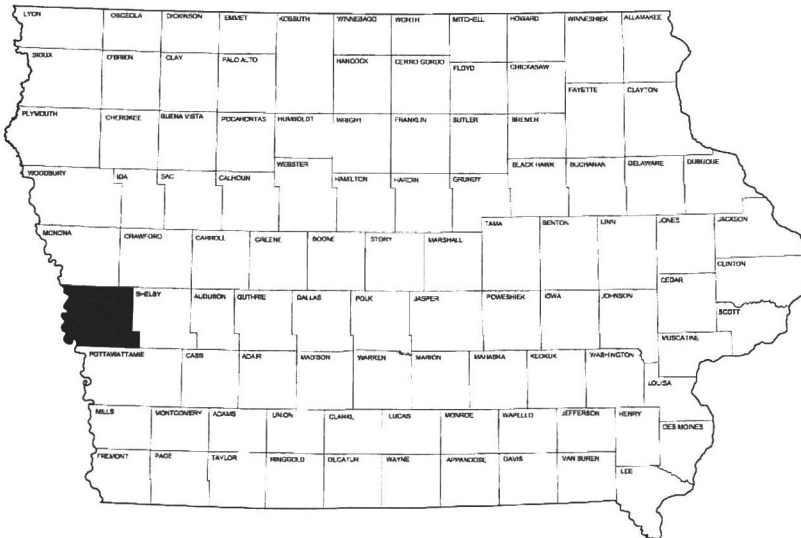 LYON OSCEOLA DICKINSON EMMET KOSSUTH WINNEBAGO WORTH MITCHELL HOWARD WINNESHIEK ALLAMAKEE
SIOUX O'BRIEN CLAY PALO ALTO HANCOCK CERRO GORDO FLOYD CHICKASAW
FAYETTE CLAYTON
PLYMOUTH CHEROKEE BUENA VISTA POCAHONTAS HUMBOLDT WRIGHT FRANKLIN BUTLER BREMER
WOODBURY IDA SAC CALHOUN WEBSTER HAMILTON HARDIN GRUNDY BLACK HAWK BUCHANAN DELAWARE DUBUQUE
MONONA CRAWFORD CARROLL GREENE BOONE STORY MARSHALL TAMA BENTON LINN JONES JACKSON
CLINTON
CEDAR
SHELBY AUDUBON GUTHRIE DALLAS POLK JASPER POWESHIEK IOWA JOHNSON SCOTT
MUSCATINE
POTTAWATTAMIE CASS ADAIR MADISON WARREN MARION MAHASKA KEOKUK WASHINGTON
LOUISA
MILLS MONTGOMERY ADAMS UNION CLARKE LUCAS MONROE WAPELLO JEFFERSON HENRY
DES MOINES
FREMONT PAGE TAYLOR RINGGOLD DECATUR WAYNE APPANOOSE DAVIS VAN BUREN
LEE